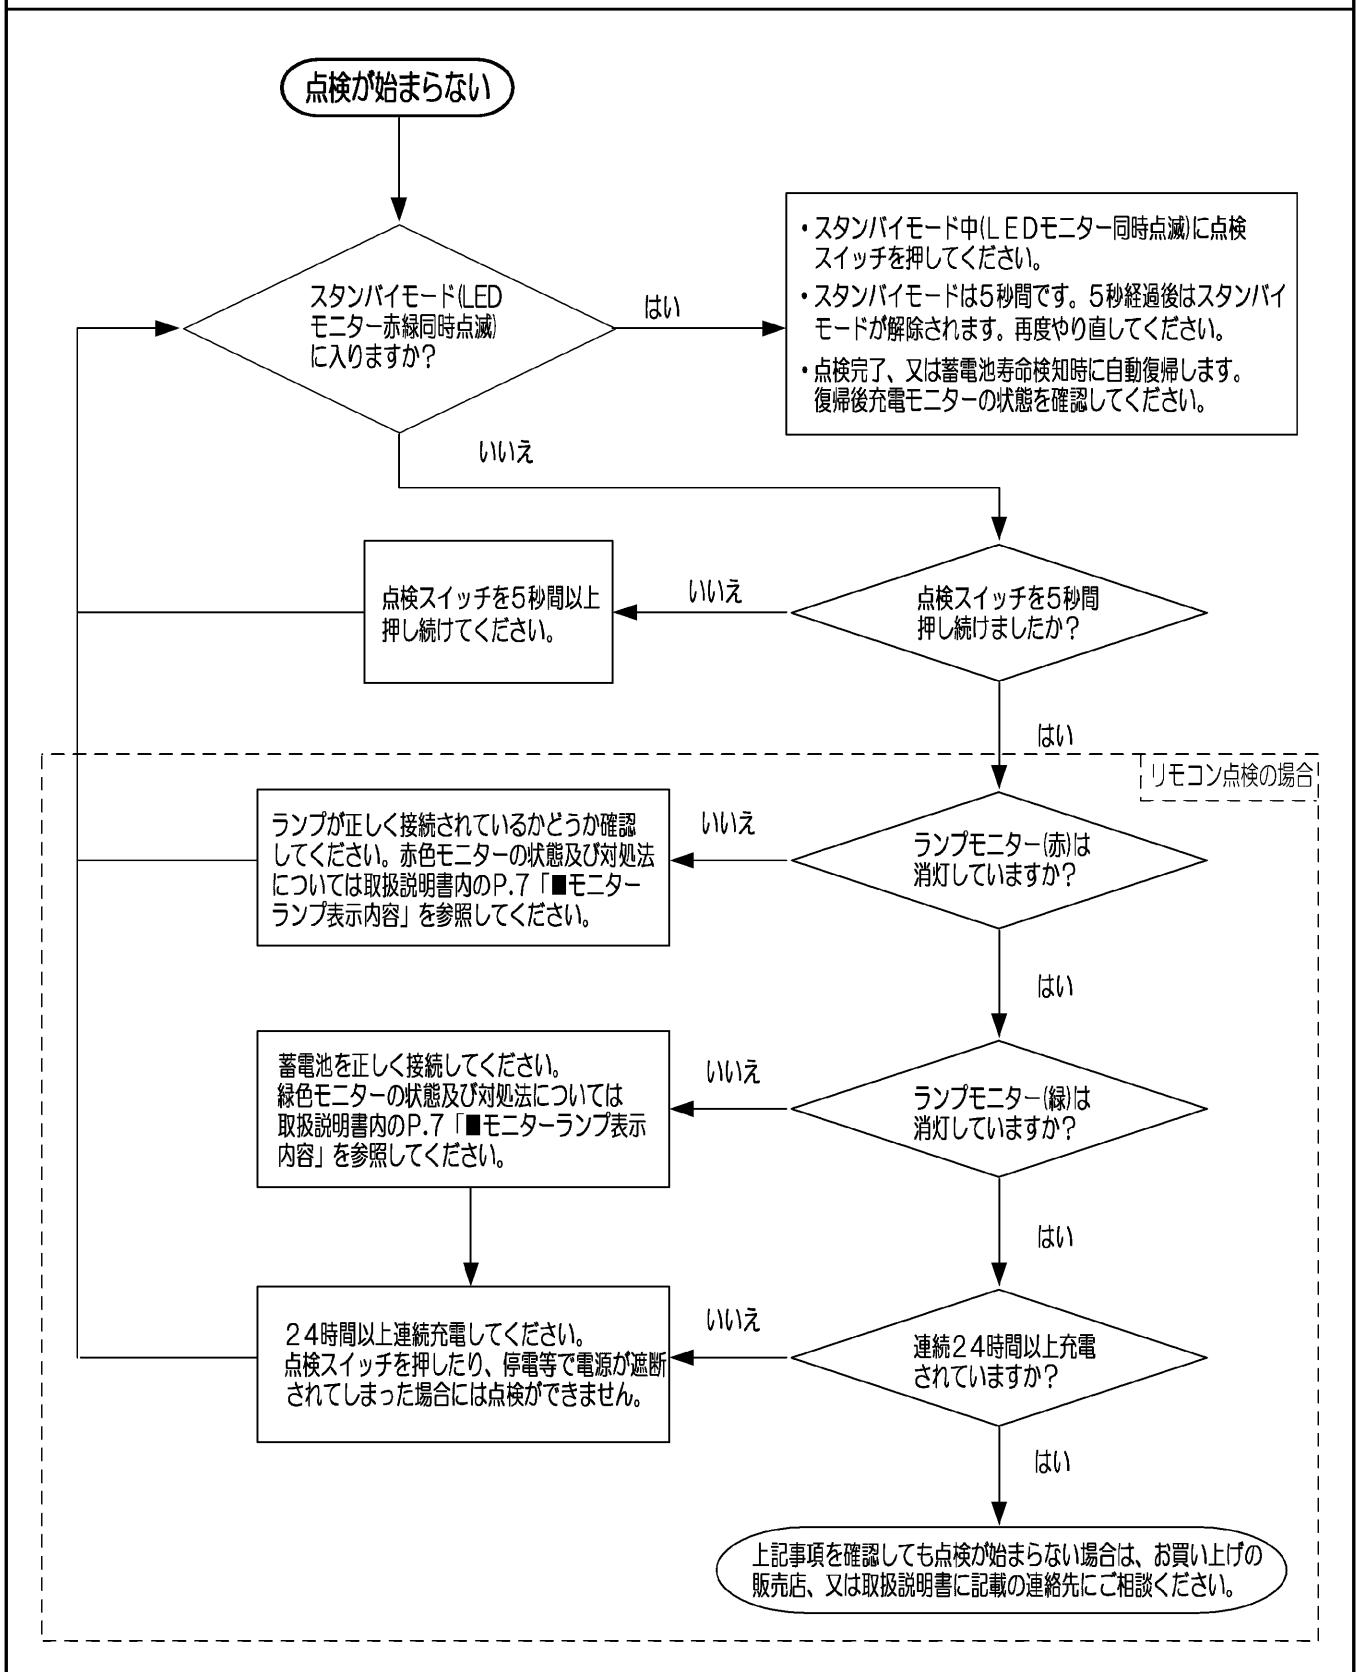 点検が始まらない
スタンバイモード(LED
モニター赤緑同時点滅)
に入りますか？
はい
・スタンバイモード中(ＬＥＤモニター同時点滅)に点検
スイッチを押してください。
・スタンバイモードは５秒間です。５秒経過後はスタンバイ
モードが解除されます。再度やり直してください。
・点検完了、又は蓄電池寿命検知時に自動復帰します。
復帰後充電モニターの状態を確認してください。
いいえ
点検スイッチを５秒間
押し続けましたか？
いいえ
点検スイッチを５秒間以上
押し続けてください。
はい
リモコン点検の場合
ランプモニター(赤)は
消灯していますか？
いいえ
ランプが正しく接続されているかどうか確認
してください。赤色モニターの状態及び対処法
については取扱説明書内のＰ.７「■モニター
ランプ表示内容」を参照してください。
はい
ランプモニター(緑)は
消灯していますか？
いいえ
蓄電池を正しく接続してください。
緑色モニターの状態及び対処法については
取扱説明書内のＰ.７「■モニターランプ表示
内容」を参照してください。
はい
連続２４時間以上充電
されていますか？
いいえ
２４時間以上連続充電してください。
点検スイッチを押したり、停電等で電源が遮断
されてしまった場合には点検ができません。
はい
上記事項を確認しても点検が始まらない場合は、お買い上げの
販売店、又は取扱説明書に記載の連絡先にご相談ください。